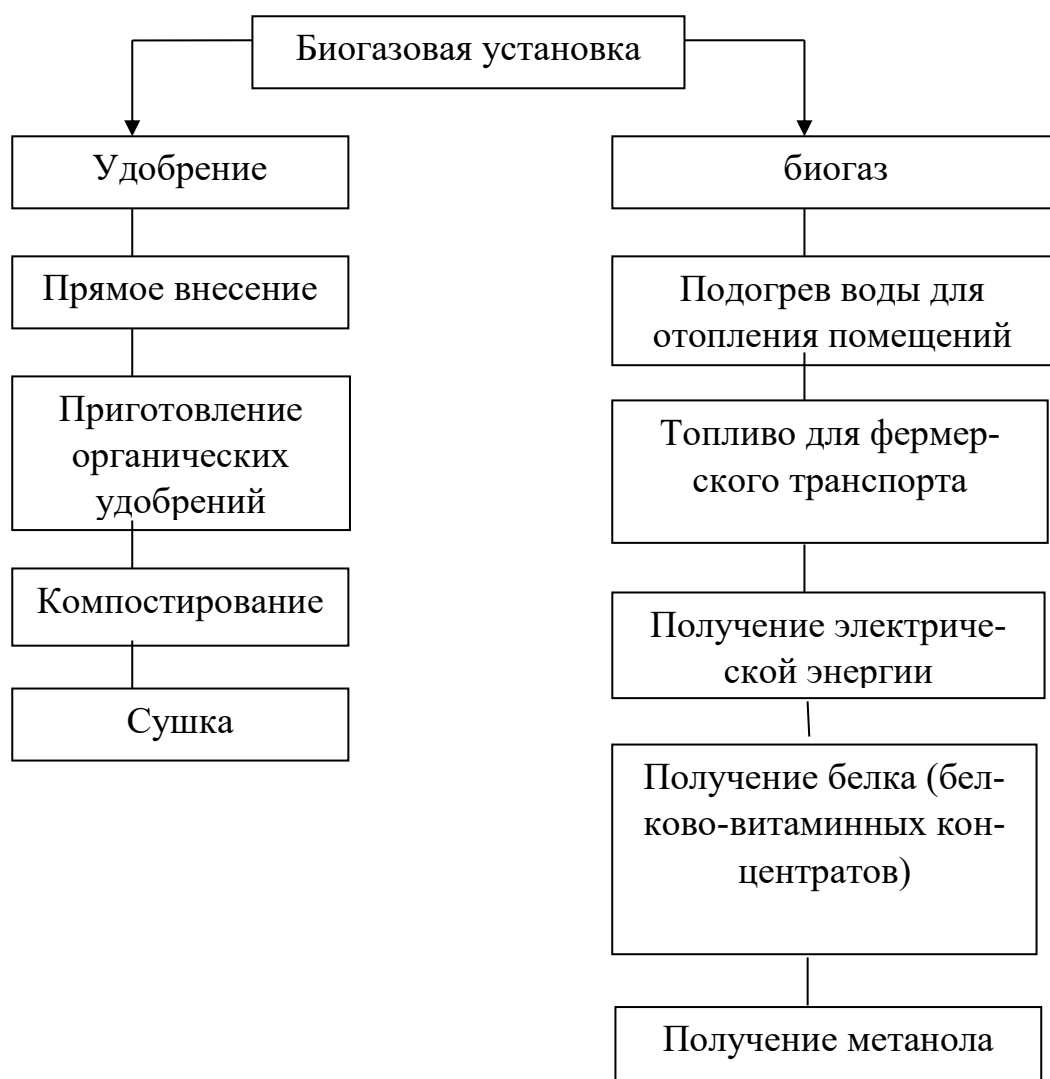 Биогазовая установка
Удобрение
Прямое внесение
Приготовление
органических
удобрений
Компостирование
Сушка
биогаз
Подогрев воды для
отопления помещений
Топливо для фермер-
ского транспорта
Получение электриче-
ской энергии
Получение белка (бел-
ково-витаминных кон-
центратов)
Получение метанола